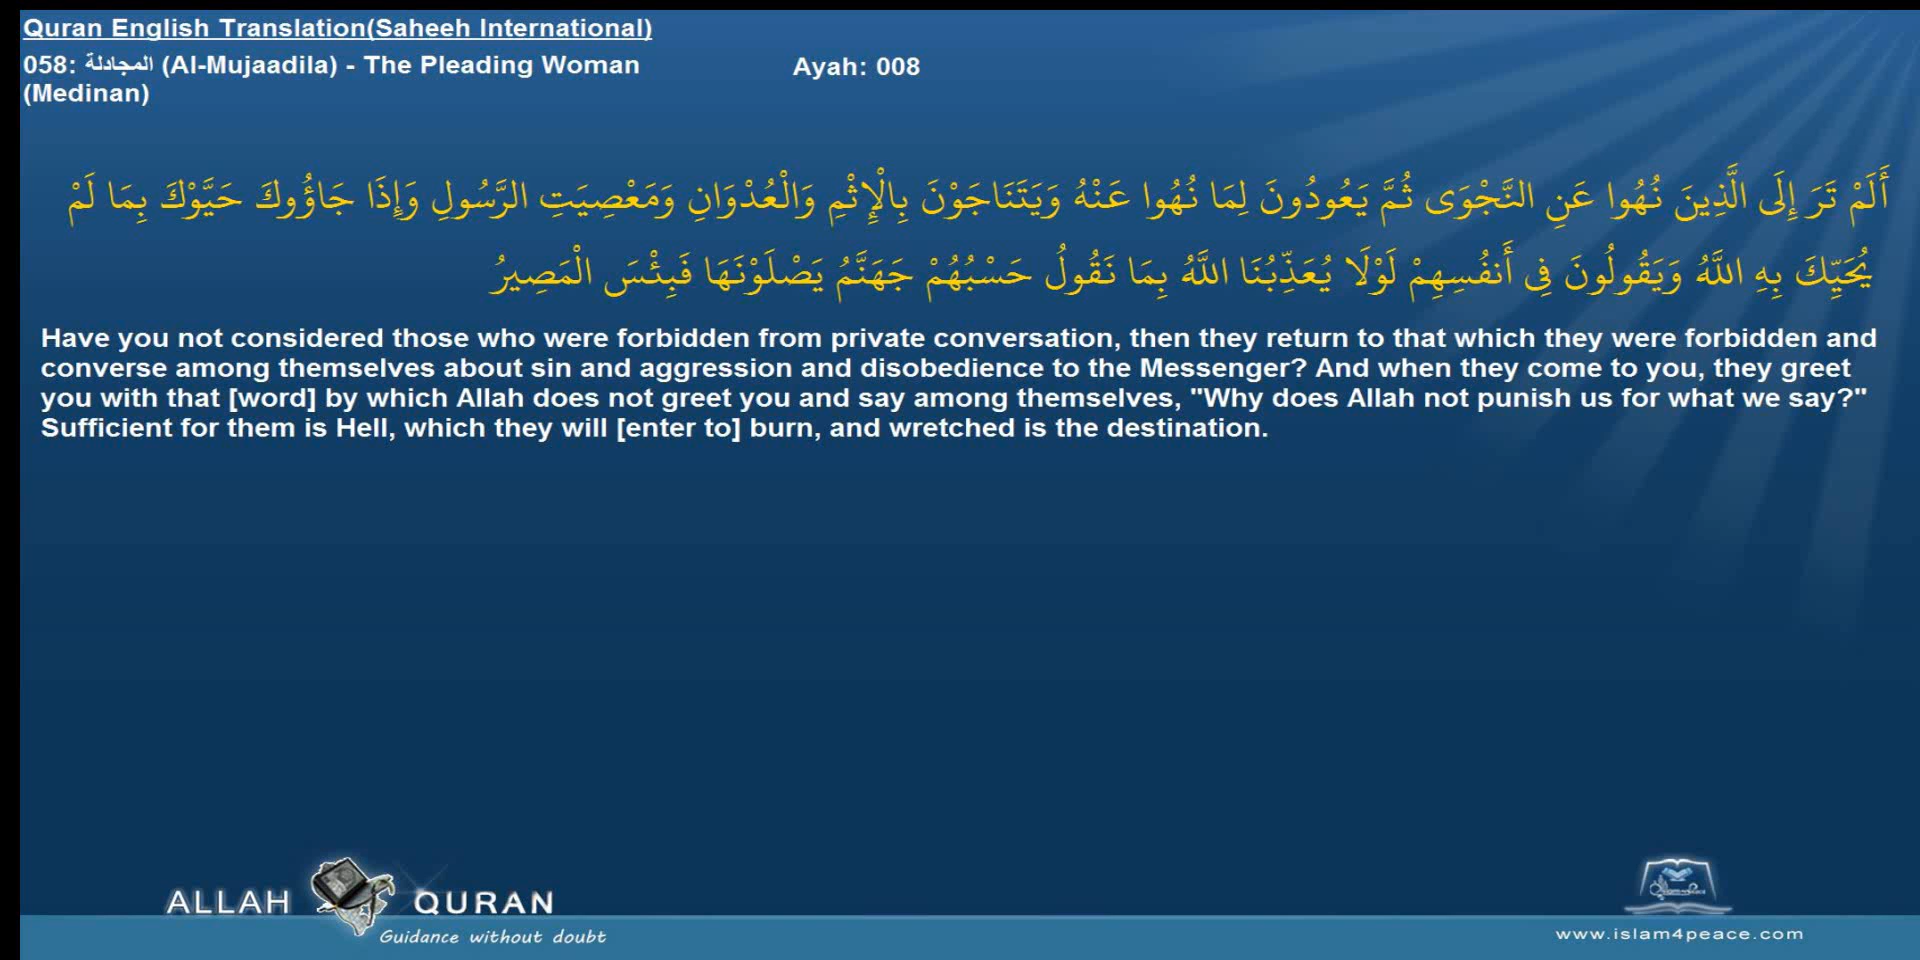 Quran English Translation(Saheeh International)
058: المجادلة (Al-Mujaadila) - The Pleading Woman
(Medinan)
Ayah: 008
أَلَمْ تَرَ إِلَى الَّذِينَ نُهُوا عَنِ النَّجْوَى ثُمَّ يَعُودُونَ لِمَا نُهُوا عَنْهُ وَيَتَنَاجَوْنَ بِالْإِثْمِ وَالْعُدْوَانِ وَمَعْصِيَتِ الرَّسُولِ وَإِذَا جَاؤُوكَ حَيَّوْكَ بِمَا لَمْ
يُحَيِّكَ بِهِ اللَّهُ وَيَقُولُونَ فِى أَنفُسِهِمْ لَوْلَا يُعَذِّبُنَا اللَّهُ بِمَا نَقُولُ حَسْبُهُمْ جَهَنَّمُ يَصْلَوْنَهَا فَبِئْسَ الْمَصِيرُ
Have you not considered those who were forbidden from private conversation, then they return to that which they were forbidden and
converse among themselves about sin and aggression and disobedience to the Messenger? And when they come to you, they greet
you with that [word] by which Allah does not greet you and say among themselves, "Why does Allah not punish us for what we say?"
Sufficient for them is Hell, which they will [enter to] burn, and wretched is the destination.
ALLAH QURAN
Guidance without doubt
www.islam4peace.com